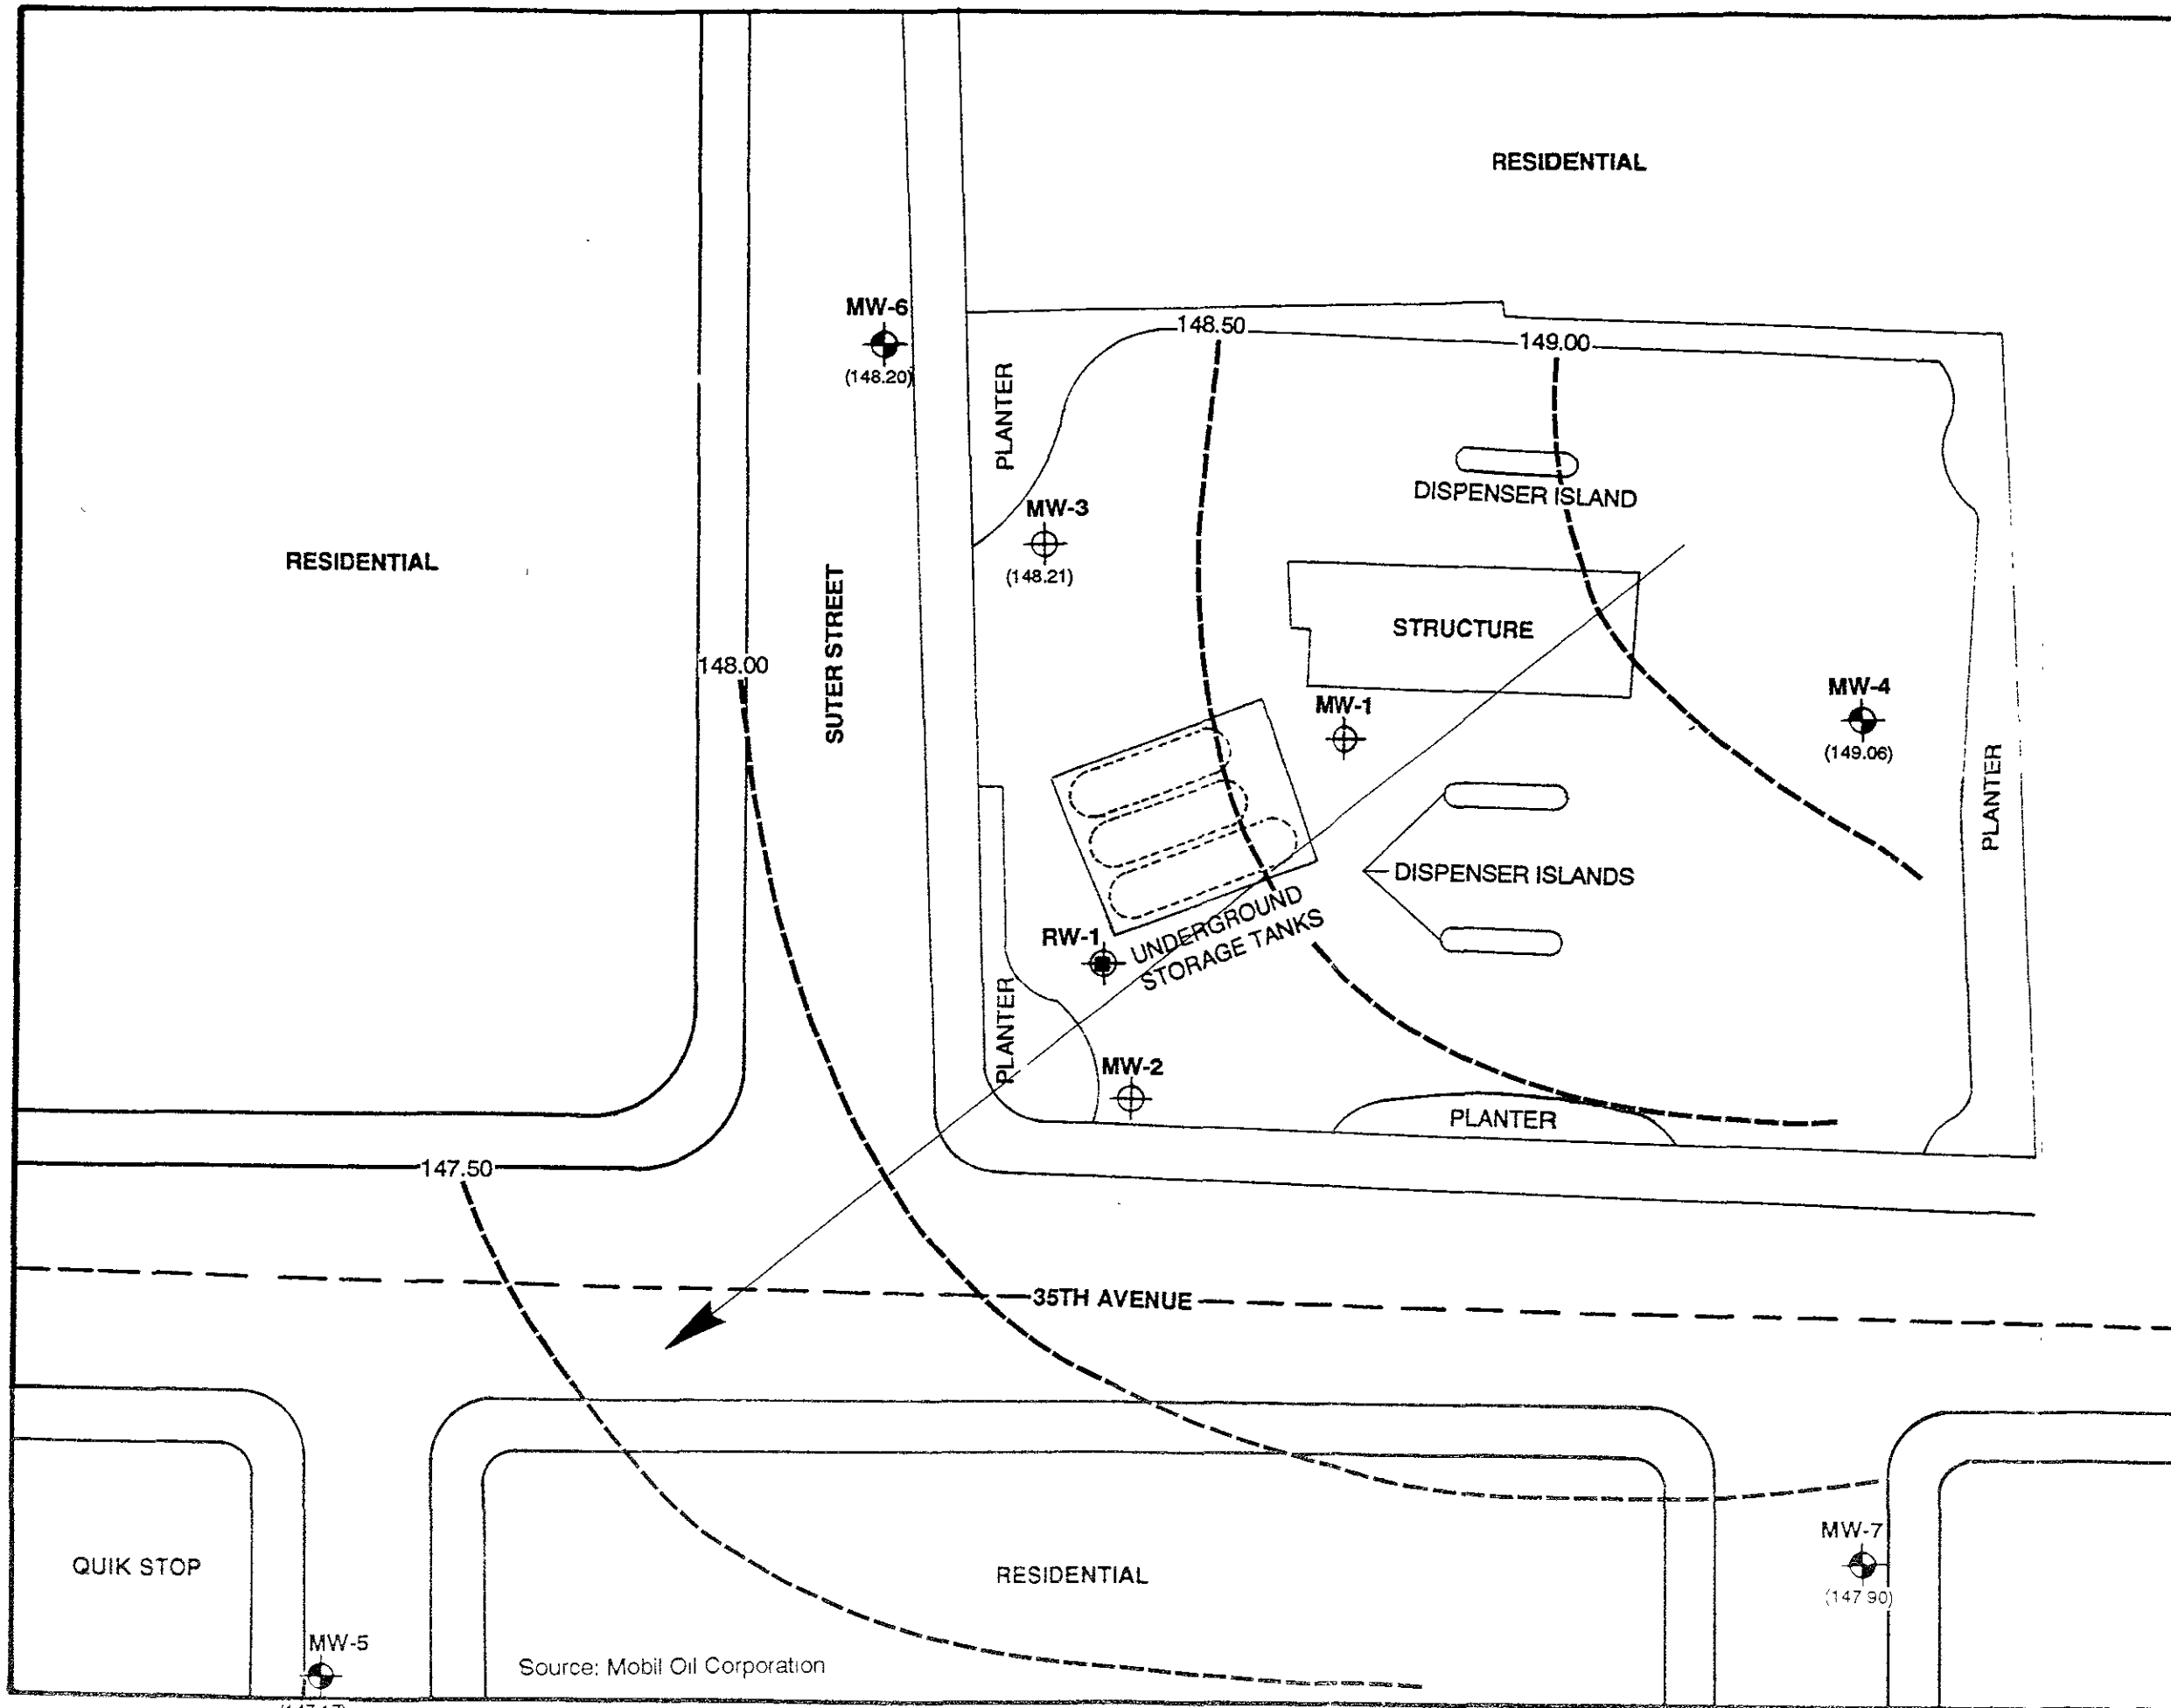 RESIDENTIAL
MW-6
(148.20)
148.50
149.00
PLANTER
DISPENSER ISLAND
MW-3
(148.21)
RESIDENTIAL
SUTER STREET
STRUCTURE
148.00
MW-1
MW-4
(149.06)
PLANTER
DISPENSER ISLANDS
UNDERGROUND
STORAGE TANKS
RW-1
PLANTER
MW-2
PLANTER
147.50
35TH AVENUE
MW-7
(147 90)
QUIK STOP
RESIDENTIAL
MW-5
Source: Mobil Oil Corporation